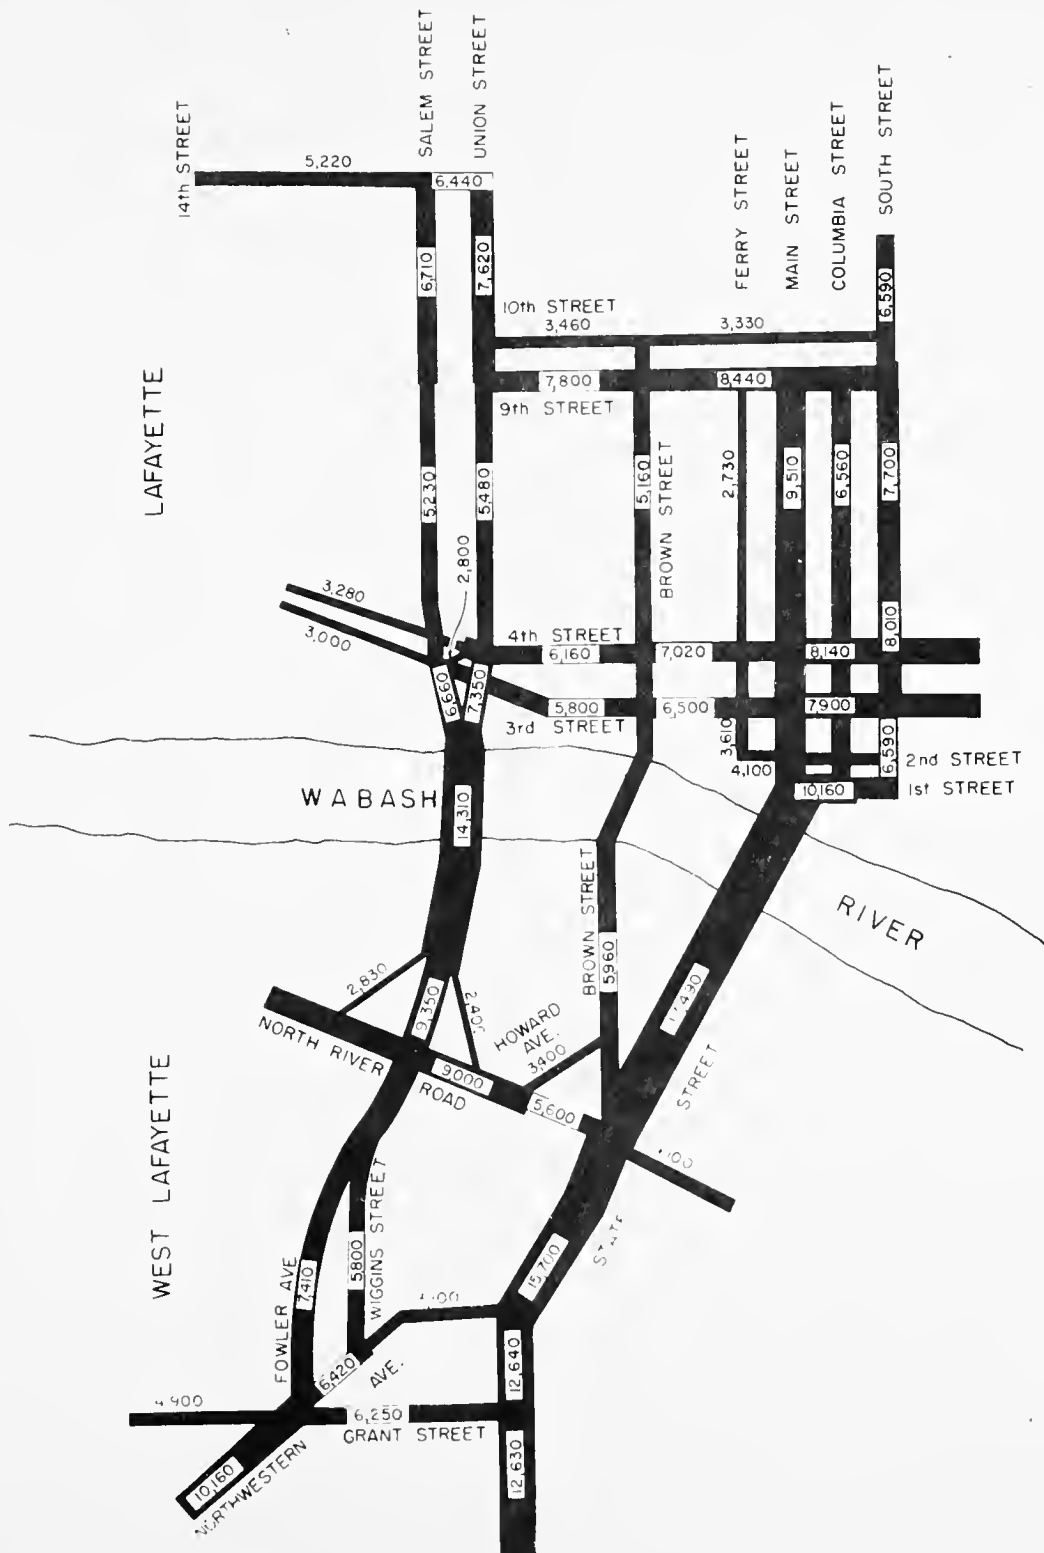 14th STREET
5,220
SALEM STREET
UNION STREET
6,440
6,710
7,620
FERRY STREET
MAIN STREET
COLUMBIA STREET
SOUTH STREET
6,590
10th STREET
3,460
3,330
7,800
8,440
9th STREET
LAFAYETTE
5,230
5,480
5,160
BROWN STREET
2,730
9,510
6,560
7,700
2,800
3,280
3,000
4th STREET
6,160
7,020
8,140
8,010
6,660
7,350
5,800
6,500
7,900
3rd STREET
3,610
4,100
6,590
2nd STREET
10,160
1st STREET
WABASH
14,310
RIVER
BROWN STREET
5960
2,830
9,350
HOWARD
AVE.
3,400
NORTH RIVER
ROAD
9,000
5,600
STREET
WEST LAFAYETTE
FOWLER AVE
7,410
5800
WIGGINS STREET
15,700
6,420
AVE.
12,640
6,250
GRANT STREET
10,160
NORTHWESTERN
12,630